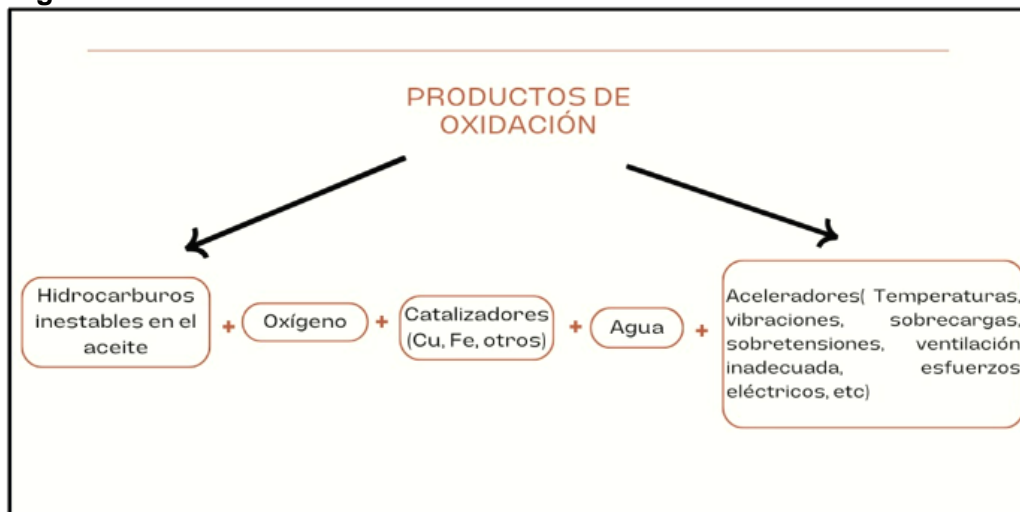 PRODUCTOS DE
OXIDACIÓN
Hidrocarburos
inestables en el
aceite
+
Oxígeno
+
Catalizadores
(Cu, Fe, otros)
+
Agua
+
Aceleradores( Temperaturas,
vibraciones, sobrecargas,
sobretensiones, ventilación
inadecuada, esfuerzos
eléctricos, etc)